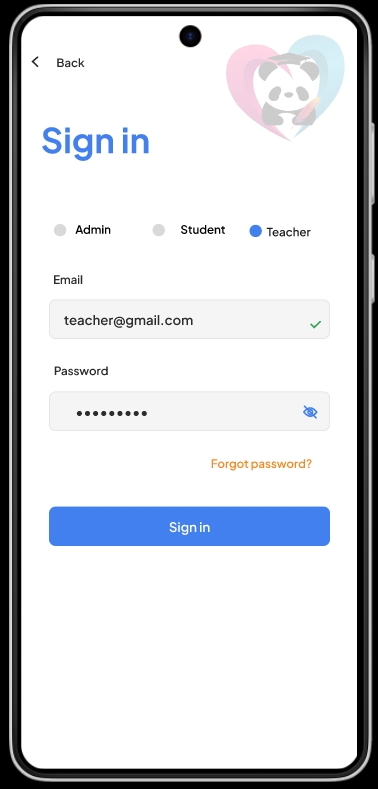 Back
Sign in
Admin Student Teacher
Email
teacher@gmail.com
Password
•••••••••
Forgot password?
Sign in